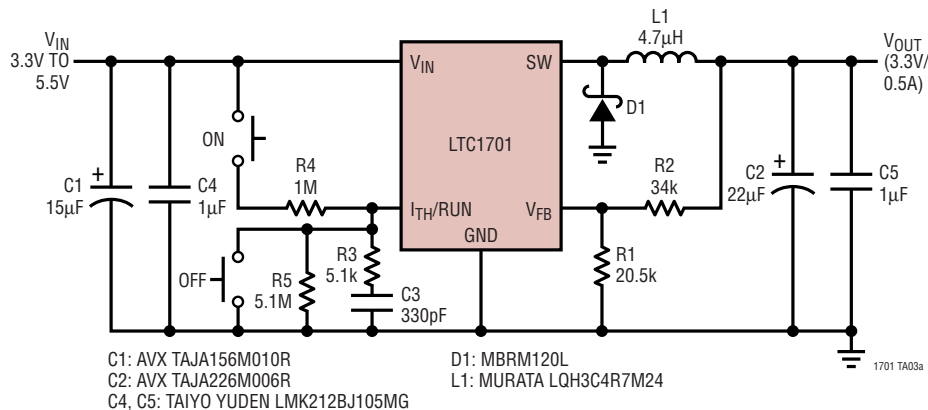 V_IN
3.3V TO
5.5V
C1
15µF
C4
1µF
ON
OFF
R4
1M
R5
5.1M
R3
5.1k
C3
330pF
V_IN
SW
LTC1701
I_TH/RUN
V_FB
GND
L1
4.7µH
D1
R2
34k
R1
20.5k
C2
22µF
C5
1µF
V_OUT
(3.3V/
0.5A)
+
+
1701 TA03a
C1: AVX TAJA156M010R
C2: AVX TAJA226M006R
C4, C5: TAIYO YUDEN LMK212BJ105MG
D1: MBRM120L
L1: MURATA LQH3C4R7M24